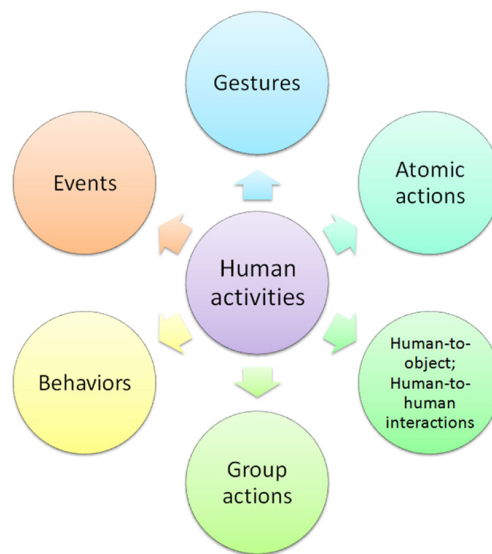 Gestures
Atomic
actions
Human-to-
object;
Human-to-
human
interactions
Group
actions
Behaviors
Events
Human
activities